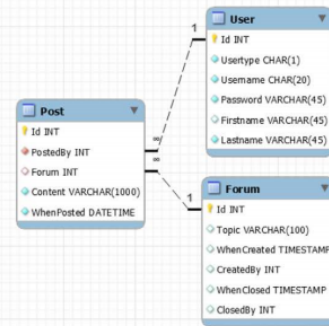 User
1
Id INT
Usertype CHAR(1)
Username CHAR(20)
Password VARCHAR(45)
Firstname VARCHAR(45)
Lastname VARCHAR(45)
Post
Id INT
PostedBy INT
Forum INT
Content VARCHAR(1000)
WhenPosted DATETIME
∞
∞
1
Forum
Id INT
Topic VARCHAR(100)
WhenCreated TIMESTAMP
CreatedBy INT
WhenClosed TIMESTAMP
ClosedBy INT